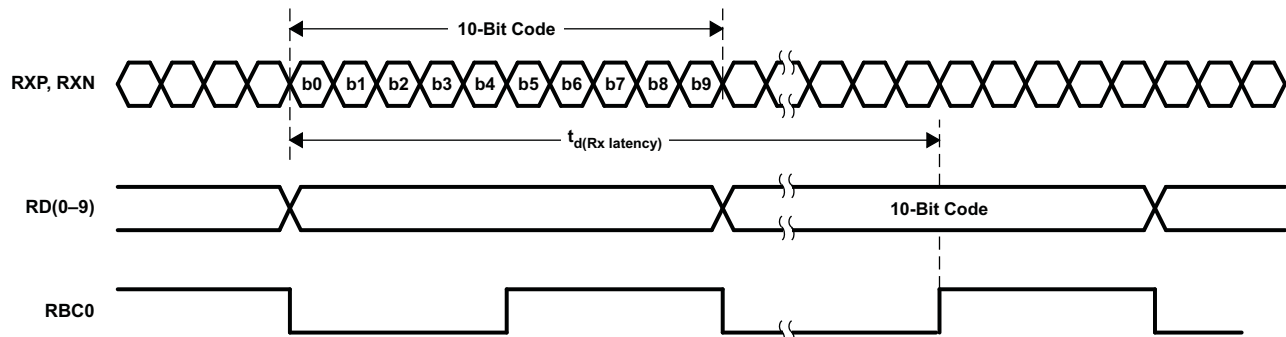 10-Bit Code
RXP, RXN
b0 b1 b2 b3 b4 b5 b6 b7 b8 b9
td(Rx latency)
RD(0–9)
10-Bit Code
RBC0